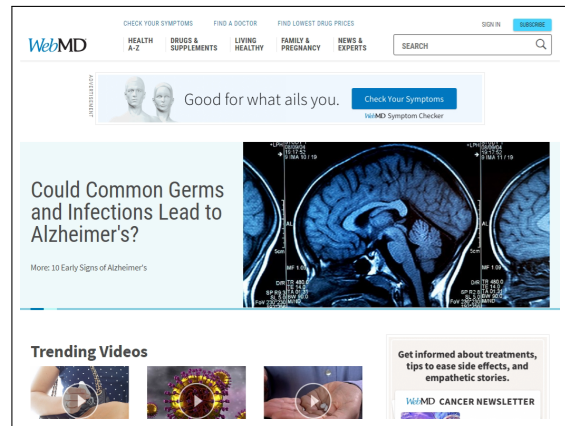 CHECK YOUR SYMPTOMS FIND A DOCTOR FIND LOWEST DRUG PRICES
SIGN IN SUBSCRIBE
WebMD
HEALTH A-Z
DRUGS & SUPPLEMENTS
LIVING HEALTHY
FAMILY & PREGNANCY
NEWS & EXPERTS
SEARCH
ADVERTISEMENT
Good for what ails you.
Check Your Symptoms
WebMD Symptom Checker
Could Common Germs
and Infections Lead to
Alzheimer's?
More: 10 Early Signs of Alzheimer's
Trending Videos
Get informed about treatments,
tips to ease side effects, and
empathetic stories.
WebMD CANCER NEWSLETTER